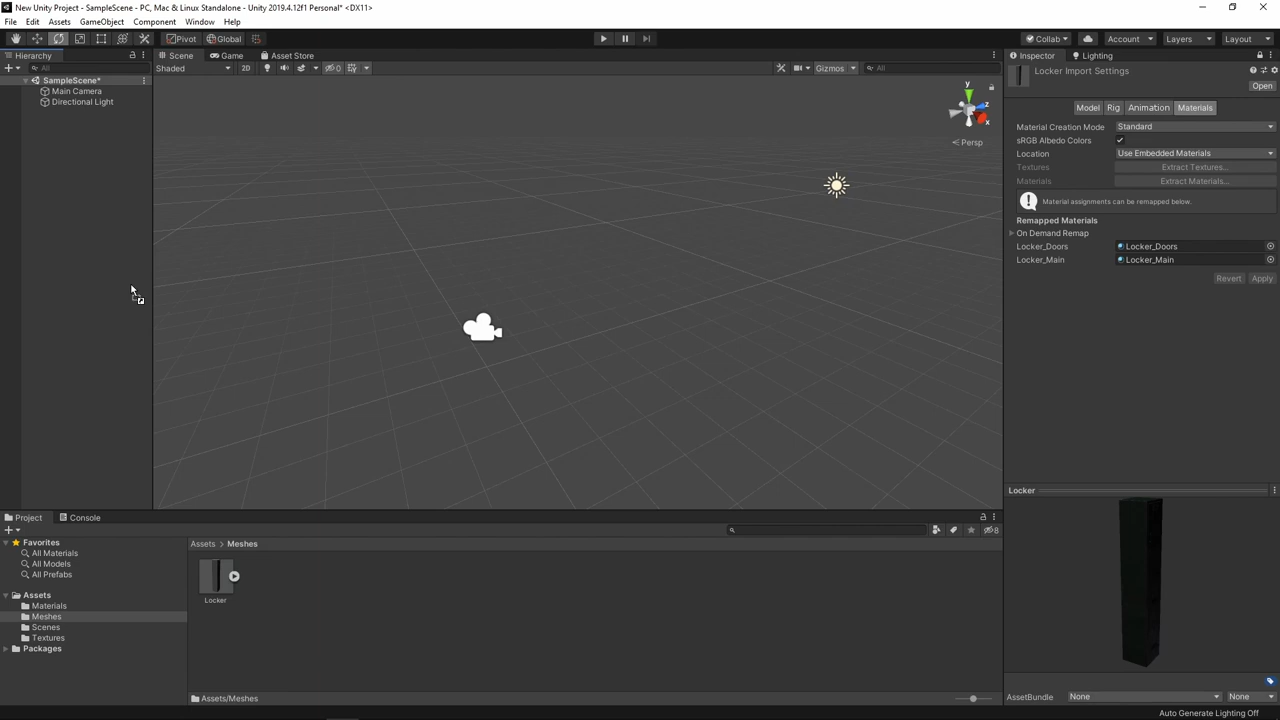 New Unity Project - SampleScene - PC, Mac & Linux Standalone - Unity 2019.4.12f1 Personal* <DX11>
File Edit Assets GameObject Component Window Help
Pivot Global Collab Account Layers Layout
Hierarchy
All
SampleScene*
Main Camera
Directional Light
Scene Game Asset Store
Shaded 2D 0 Gizmos All
y
z
x
Persp
Inspector Lighting
Locker Import Settings
Open
Model Rig Animation Materials
Material Creation Mode Standard
sRGB Albedo Colors
Location Use Embedded Materials
Textures Extract Textures...
Materials Extract Materials...
Material assignments can be remapped below.
Remapped Materials
On Demand Remap
Locker_Doors Locker_Doors
Locker_Main Locker_Main
Revert Apply
Locker
AssetBundle None None
Project Console
8
Favorites
All Materials
All Models
All Prefabs
Assets
Materials
Meshes
Scenes
Textures
Packages
Assets > Meshes
Locker
Assets/Meshes
Auto Generate Lighting Off